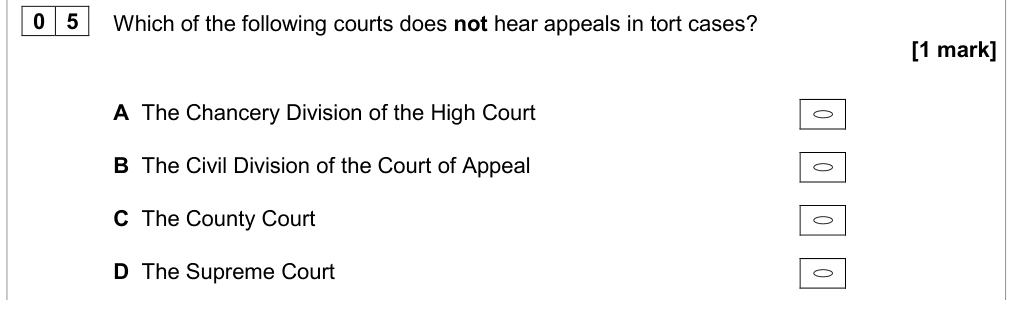 0 5 Which of the following courts does not hear appeals in tort cases?
[1 mark]
A The Chancery Division of the High Court
B The Civil Division of the Court of Appeal
C The County Court
D The Supreme Court